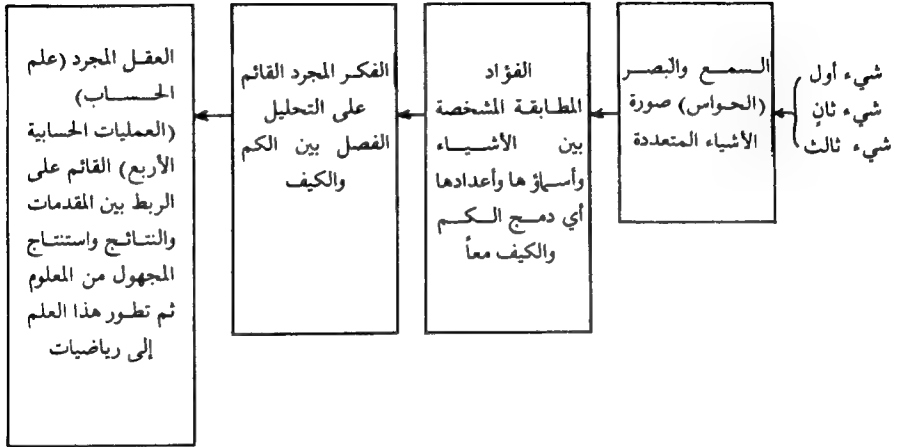 شيء أول
شيء ثانٍ
شيء ثالث
السمع والبصر
(الحواس) صورة
الأشياء المتعددة
الفؤاد
المطابقة المشخصة
بين الأشياء
وأسماؤها وأعدادها
أي دمج الكم
والكيف معاً
الفكر المجرد القائم
على التحليل
الفصل بين الكم
والكيف
العقل المجرد (علم
الحساب)
(العمليات الحسابية
الأربع) القائم على
الربط بين المقدمات
والنتائج واستنتاج
المجهول من المعلوم
ثم تطور هذا العلم
إلى رياضيات